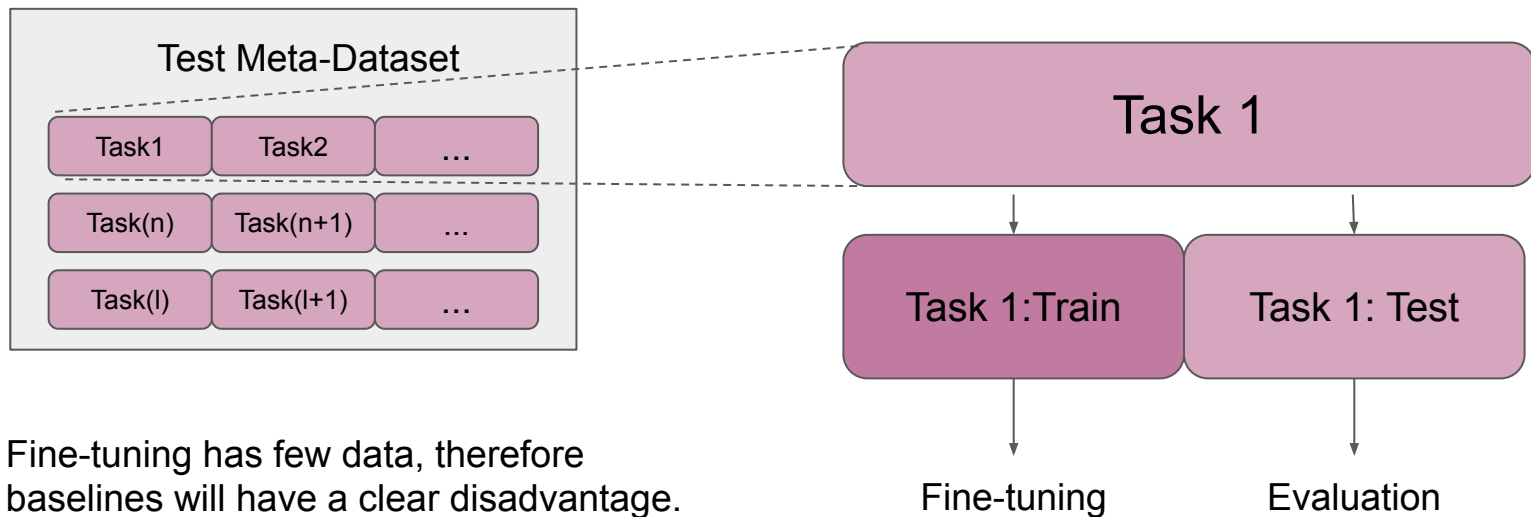 Test Meta-Dataset
Task1 Task2 ...
Task(n) Task(n+1) ...
Task(l) Task(l+1) ...
Fine-tuning has few data, therefore
baselines will have a clear disadvantage.
Task 1
Task 1:Train Task 1: Test
Fine-tuning Evaluation